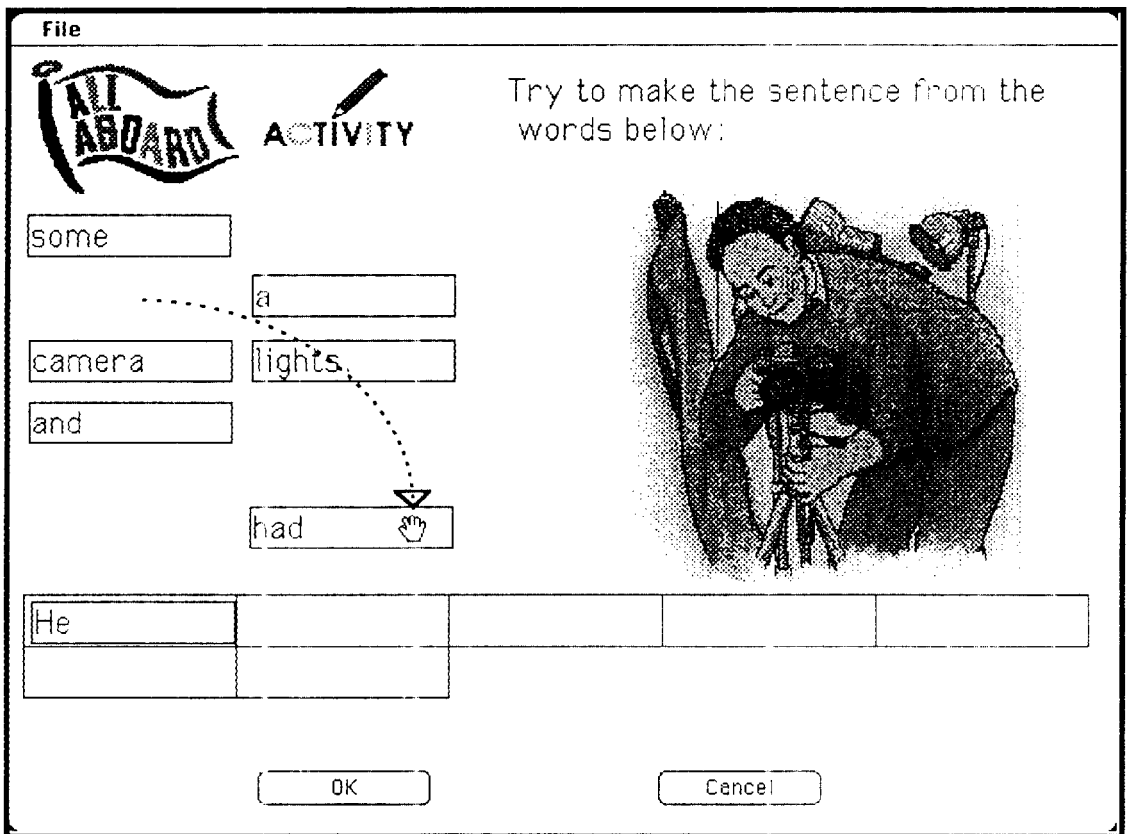 File
ALL
ABOARD
ACTIVITY
Try to make the sentence from the
words below:
some
a
camera
lights
and
had
He
OK
Cancel